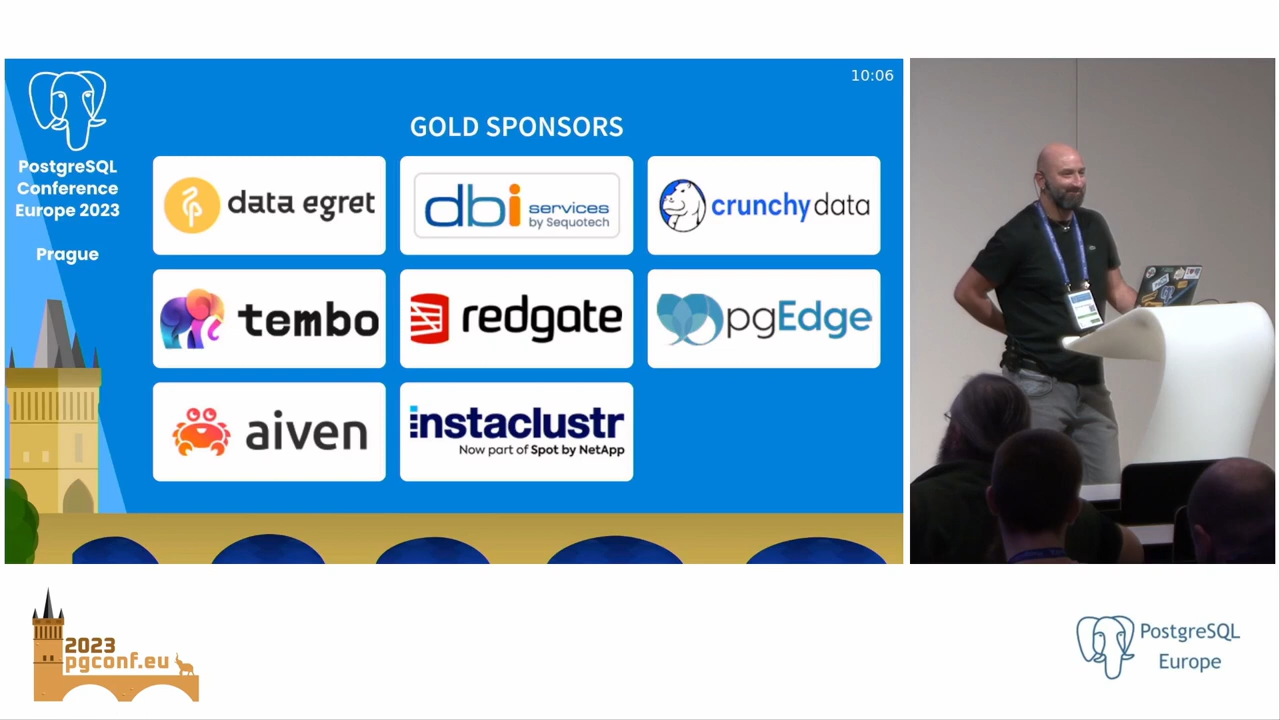 10:06
PostgreSQL
Conference
Europe 2023
Prague
GOLD SPONSORS
data egret
dbi services
by Sequotech
crunchy data
tembo
redgate
pgEdge
aiven
instaclustr
Now part of Spot by NetApp
2023
pgconf.eu
PostgreSQL
Europe